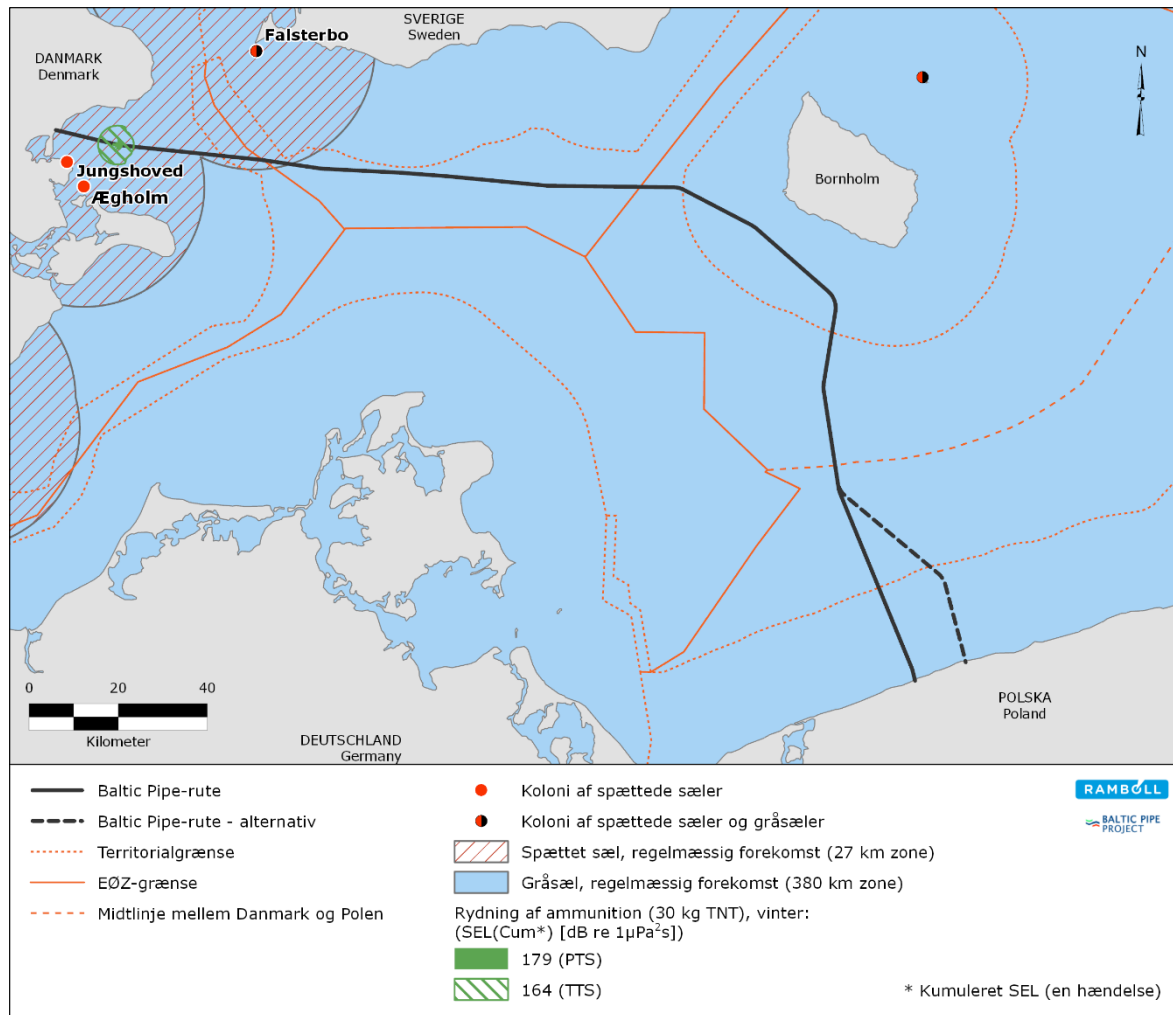 SVERIGE
Sweden
Falsterbo
DANMARK
Denmark
N
Jungshoved
Ægholm
Bornholm
0 20 40
Kilometer
POLSKA
Poland
DEUTSCHLAND
Germany
Baltic Pipe-rute
Baltic Pipe-rute - alternativ
Territorialgrænse
EØZ-grænse
Midtlinje mellem Danmark og Polen
Koloni af spættede sæler
Koloni af spættede sæler og gråsæler
Spættet sæl, regelmæssig forekomst (27 km zone)
Gråsæl, regelmæssig forekomst (380 km zone)
Rydning af ammunition (30 kg TNT), vinter:
(SEL(Cum*) [dB re 1µPa²s])
179 (PTS)
164 (TTS)
RAMBOLL
BALTIC PIPE
PROJECT
* Kumuleret SEL (en hændelse)